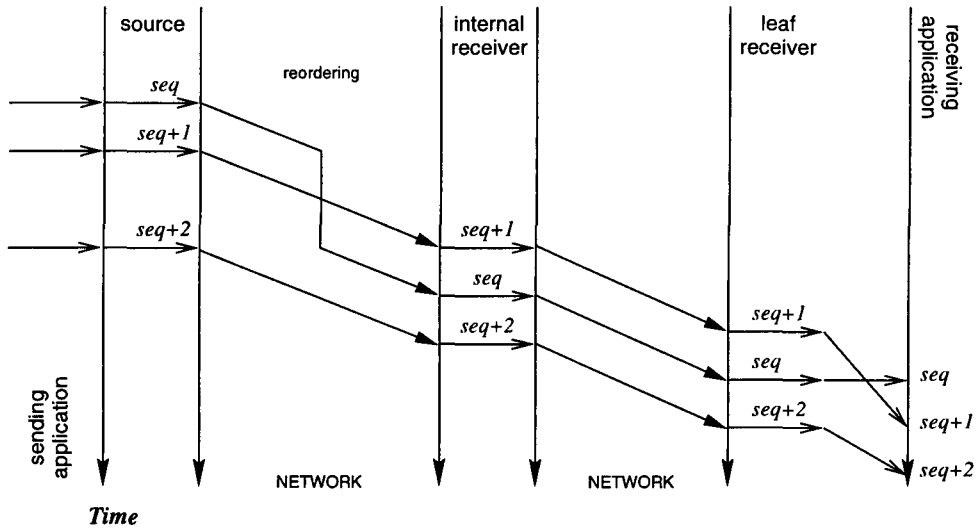 source
internal
receiver
leaf
receiver
receiving
application
reordering
seq
seq+1
seq+2
seq+1
seq
seq+2
seq+1
seq
seq+2
seq
seq+1
seq+2
sending
application
NETWORK
NETWORK
Time